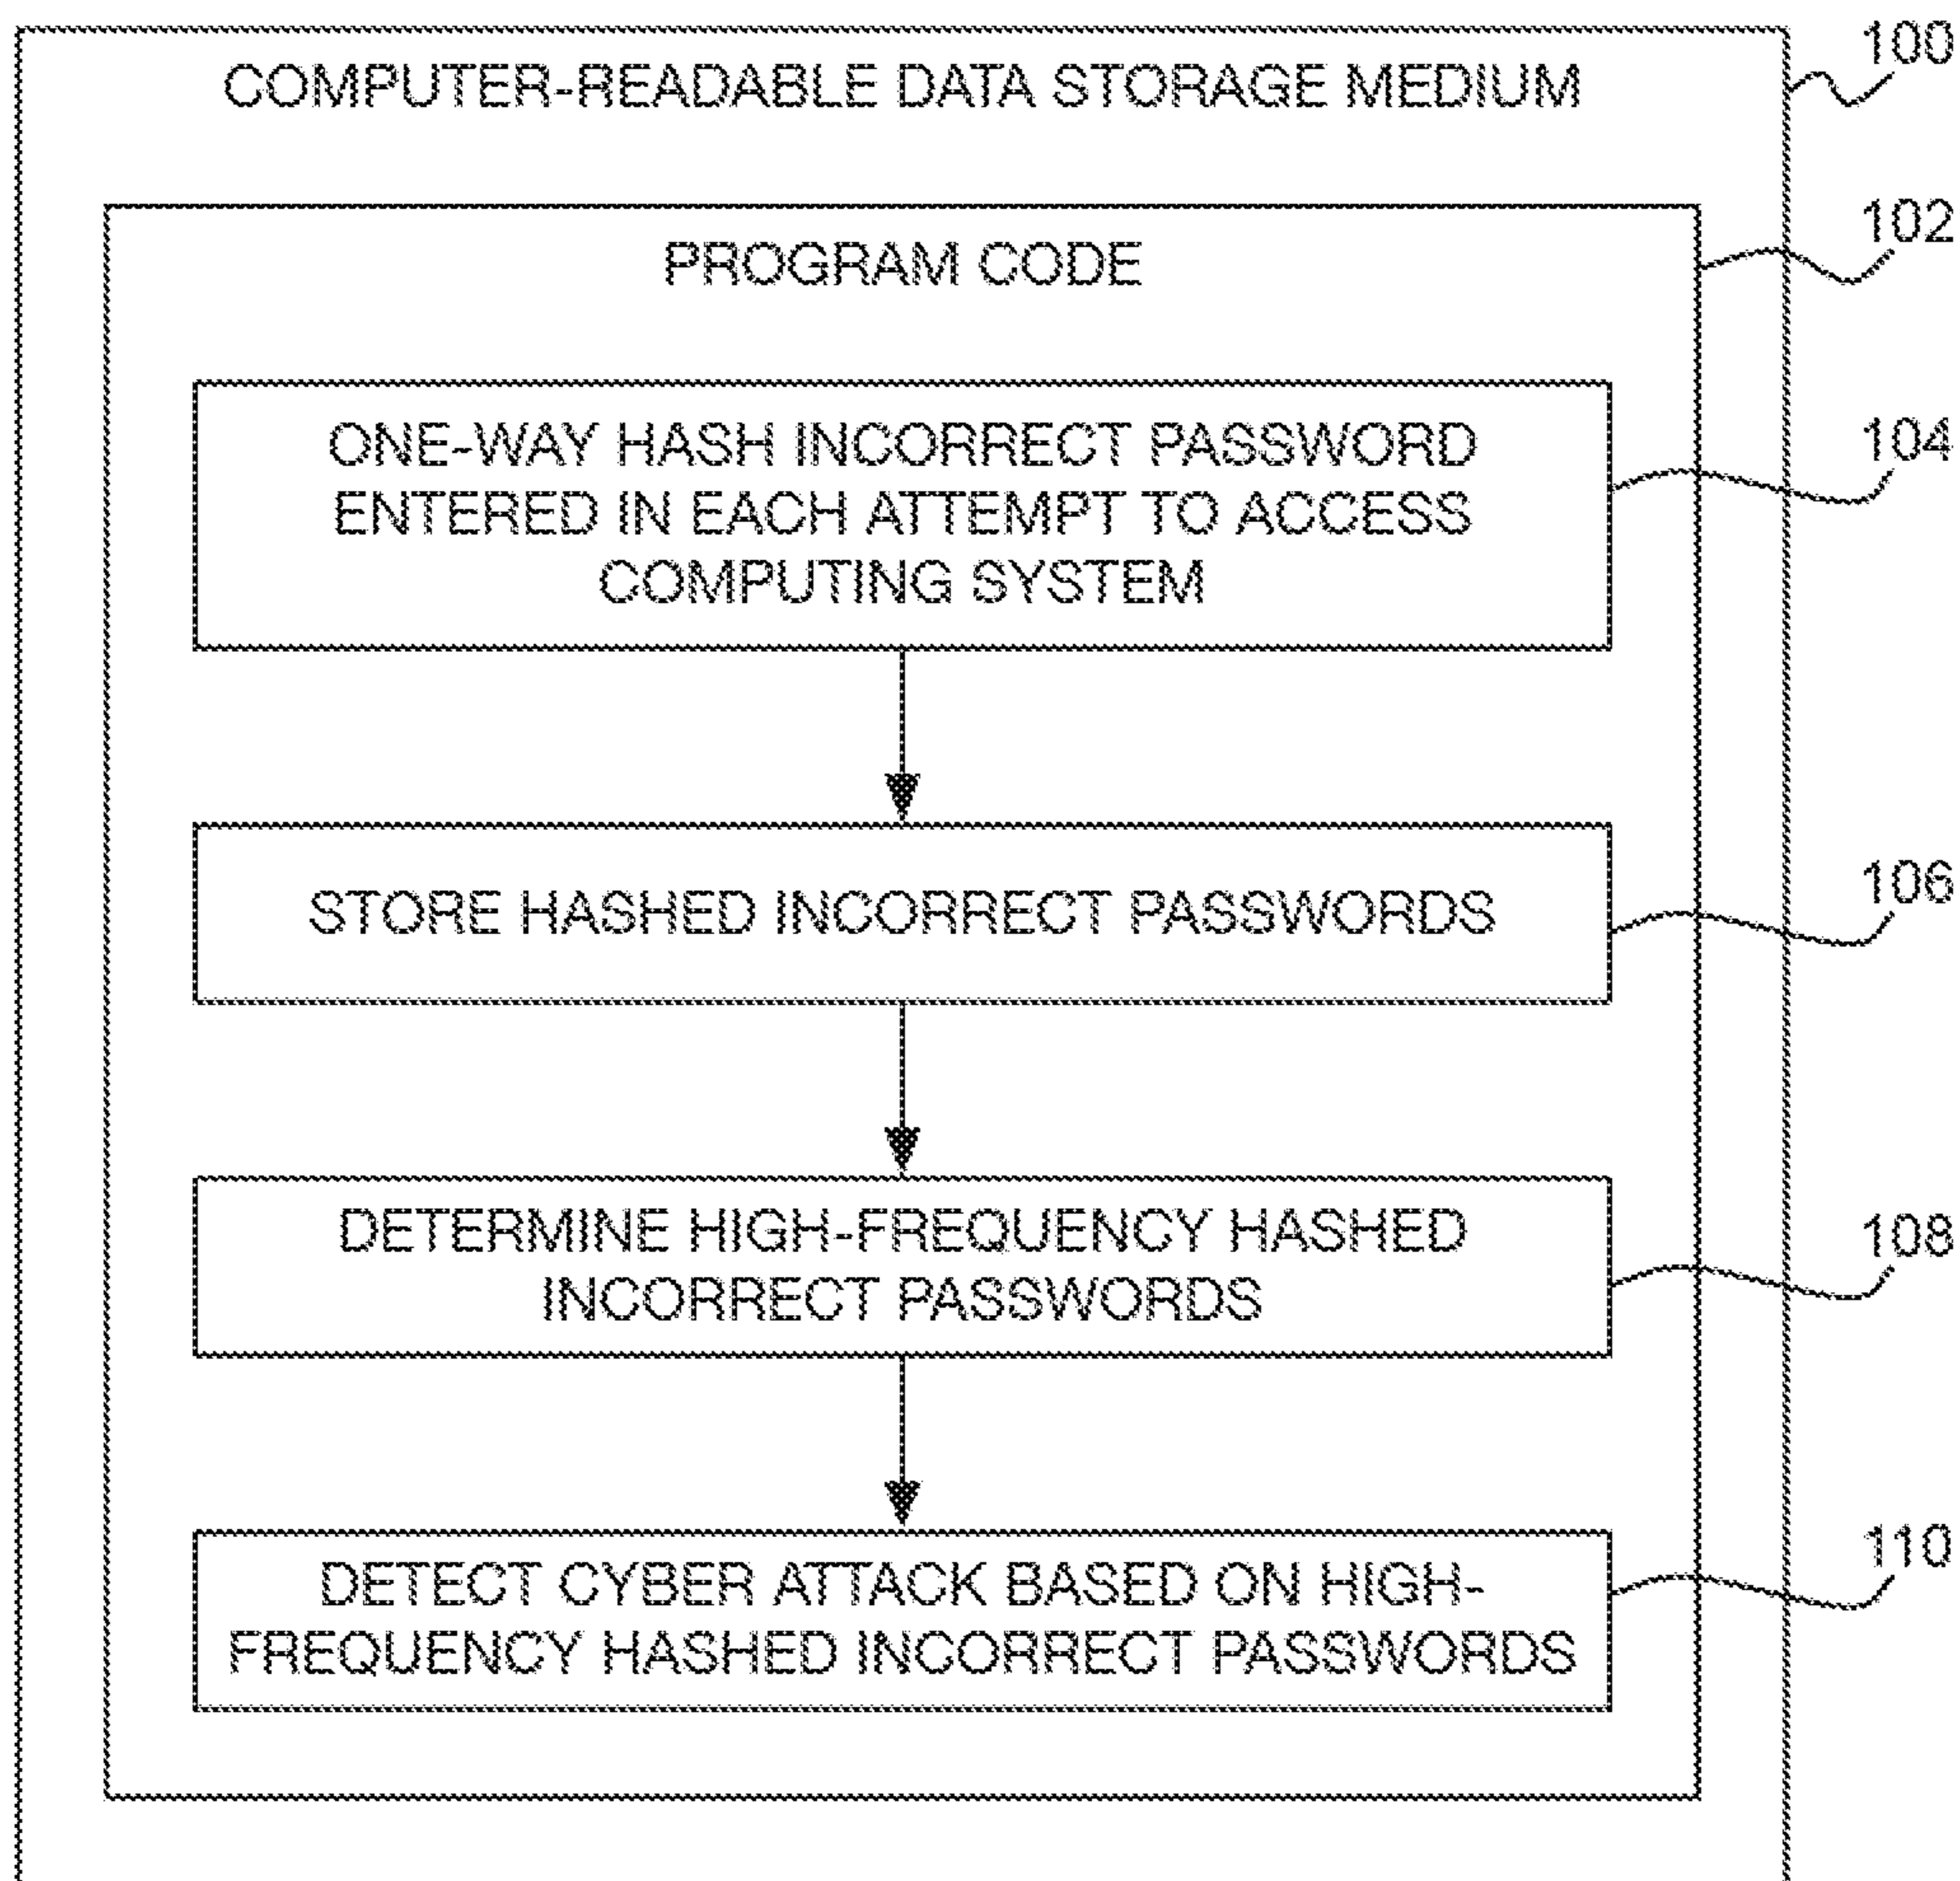 100
COMPUTER-READABLE DATA STORAGE MEDIUM
102
PROGRAM CODE
104
ONE-WAY HASH INCORRECT PASSWORD
ENTERED IN EACH ATTEMPT TO ACCESS
COMPUTING SYSTEM
106
STORE HASHED INCORRECT PASSWORDS
108
DETERMINE HIGH-FREQUENCY HASHED
INCORRECT PASSWORDS
110
DETECT CYBER ATTACK BASED ON HIGH-
FREQUENCY HASHED INCORRECT PASSWORDS